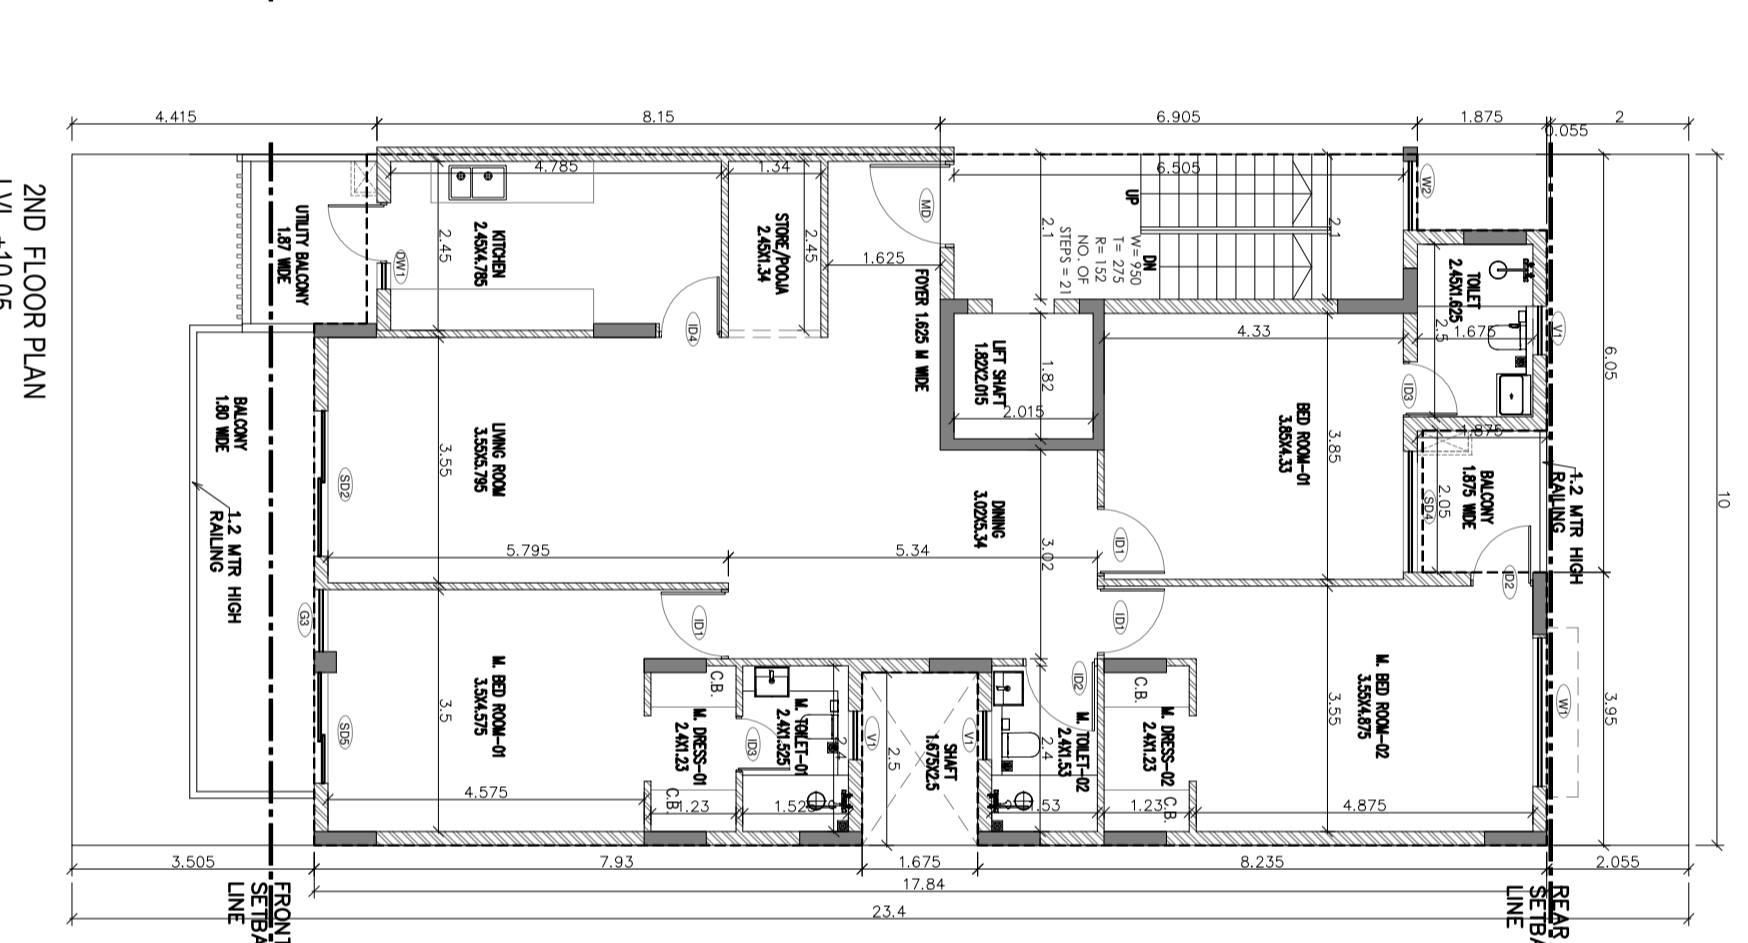 4.415
8.15
6.905
1.875
2
0.055
4.785
1.34
6.505
W2
MD
UP
DN
W= 950
T= 275
R= 152
NO. OF
STEPS = 21
2.1
2.1
UTILITY BALCONY
1.87 WIDE
DW1
2.45
KITCHEN
2.45X4.785
STORE/POOJA
2.45X1.34
2.45
1.625
FOYER 1.625 M WIDE
ID4
TOILET
2.45X1.625
2.5
1.675
V1
ID3
4.33
LIFT SHAFT
1.82X2.015
1.82
2.015
6.05
10
2ND FLOOR PLAN
LVL +10.05
BALCONY
1.80 WIDE
1.2 MTR HIGH
RAILING
SD2
3.55
LIVING ROOM
3.55X5.795
DINING
3.02X5.34
3.02
BED ROOM-01
3.85X4.33
3.85
1.875
BALCONY
1.875 WIDE
2.05
SD4
1.2 MTR HIGH
RAILING
5.795
5.34
ID1
ID1
ID1
ID2
ID2
G3
SD5
M. BED ROOM-01
3.5X4.575
3.5
C.B.
M. DRESS-01
2.4X1.23
C.B.
ID3
M. TOILET-01
2.4X1.525
2.4
V1
2.5
SHAFT
1.675X2.5
V1
M. TOILET-02
2.4X1.53
2.4
C.B.
M. DRESS-02
2.4X1.23
C.B.
M. BED ROOM-02
3.55X4.875
3.55
W1
3.95
4.575
1.23
1.525
1.53
1.23
4.875
3.505
7.93
1.675
8.235
2.055
17.84
23.4
FRONT
SETBA
LINE
REAR
SETBA
LINE